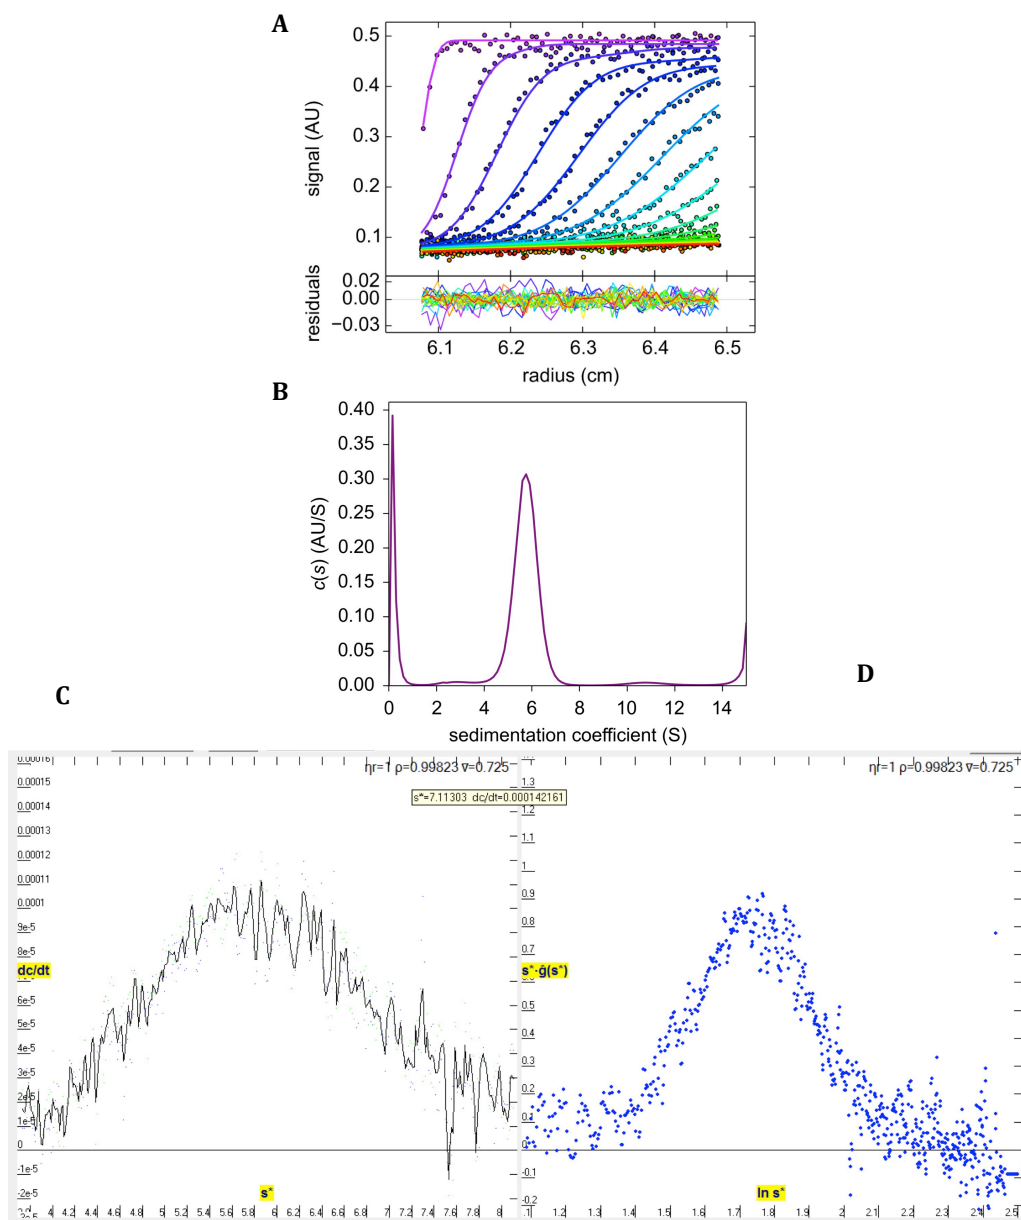 A
0.5
0.4
0.3
0.2
0.1
signal (AU)
0.02
0.00
−0.03
residuals
6.1 6.2 6.3 6.4 6.5
radius (cm)
B
0.40
0.35
0.30
0.25
0.20
0.15
0.10
0.05
0.00
c(s) (AU/S)
0 2 4 6 8 10 12 14
sedimentation coefficient (S)
C
D
0.00016
0.00015
0.00014
0.00013
0.00012
0.00011
0.0001
9e-5
8e-5
dc/dt
6e-5
5e-5
4e-5
3e-5
2e-5
1e-5
0
-1e-5
-2e-5
ηr=1 ρ=0.99823 v̅=0.725
s*=7.11303 dc/dt=0.000142161
s*
4 4.2 4.4 4.6 4.8 5 5.2 5.4 5.6 5.8 6 6.2 6.4 6.6 6.8 7 7.2 7.4 7.6 7.8 8
ηr=1 ρ=0.99823 v̅=0.725
1.3
1.2
1.1
1
0.9
0.8
0.7
s*·ĝ(s*)
0.5
0.4
0.3
0.2
0.1
0
-0.1
-0.2
ln s*
1.1 1.2 1.3 1.4 1.5 1.6 1.7 1.8 1.9 2 2.1 2.2 2.3 2.4 2.5